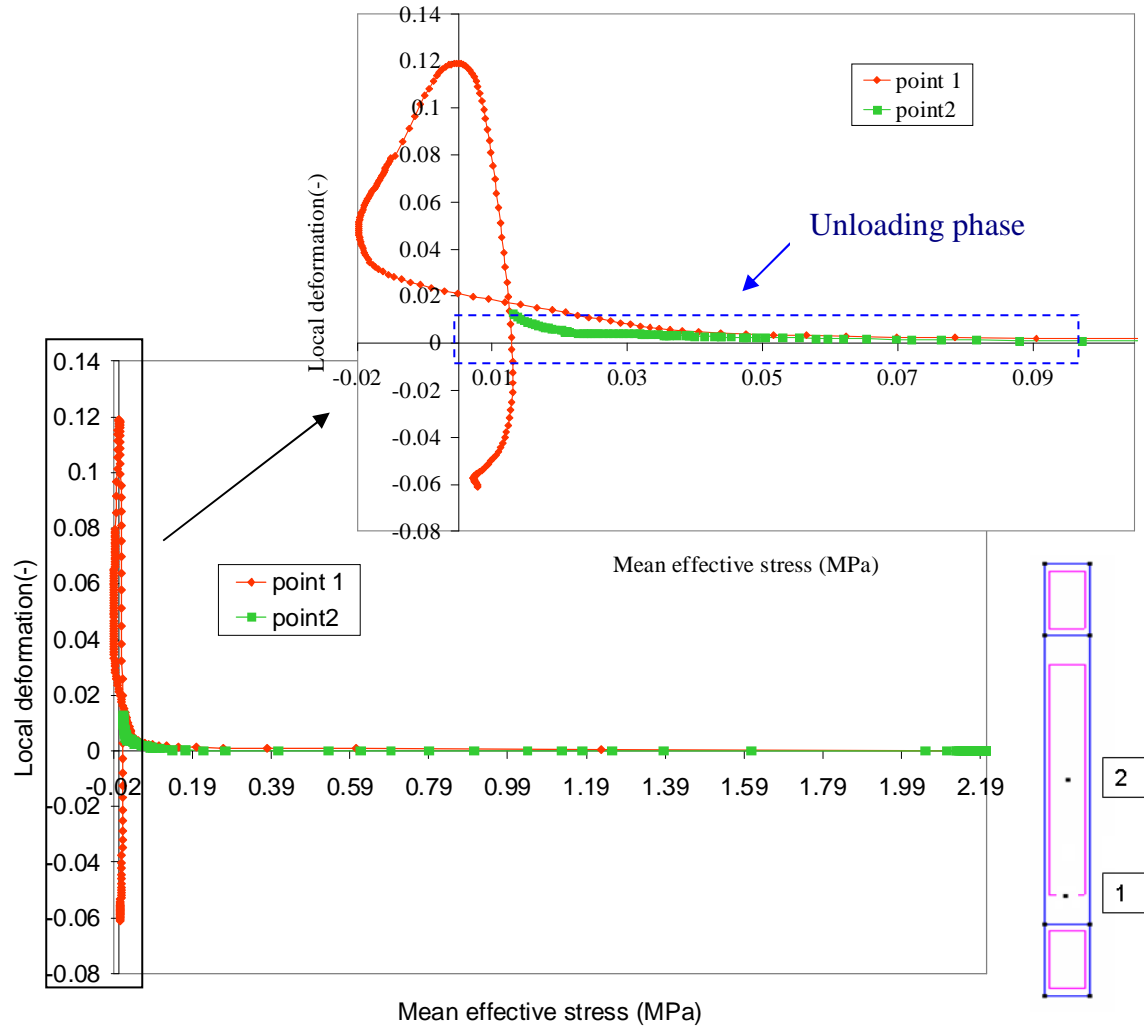 0.14
0.12
0.1
0.08
0.06
0.04
0.02
0
-0.02
-0.04
-0.06
-0.08
-0.02 0.01 0.03 0.05 0.07 0.09
Local deformation(-)
Mean effective stress (MPa)
point 1
point2
Unloading phase
0.14
0.12
0.1
0.08
0.06
0.04
0.02
0
-0.02
-0.04
-0.06
-0.08
-0.02 0.19 0.39 0.59 0.79 0.99 1.19 1.39 1.59 1.79 1.99 2.19
Local deformation(-)
Mean effective stress (MPa)
point 1
point2
2
1